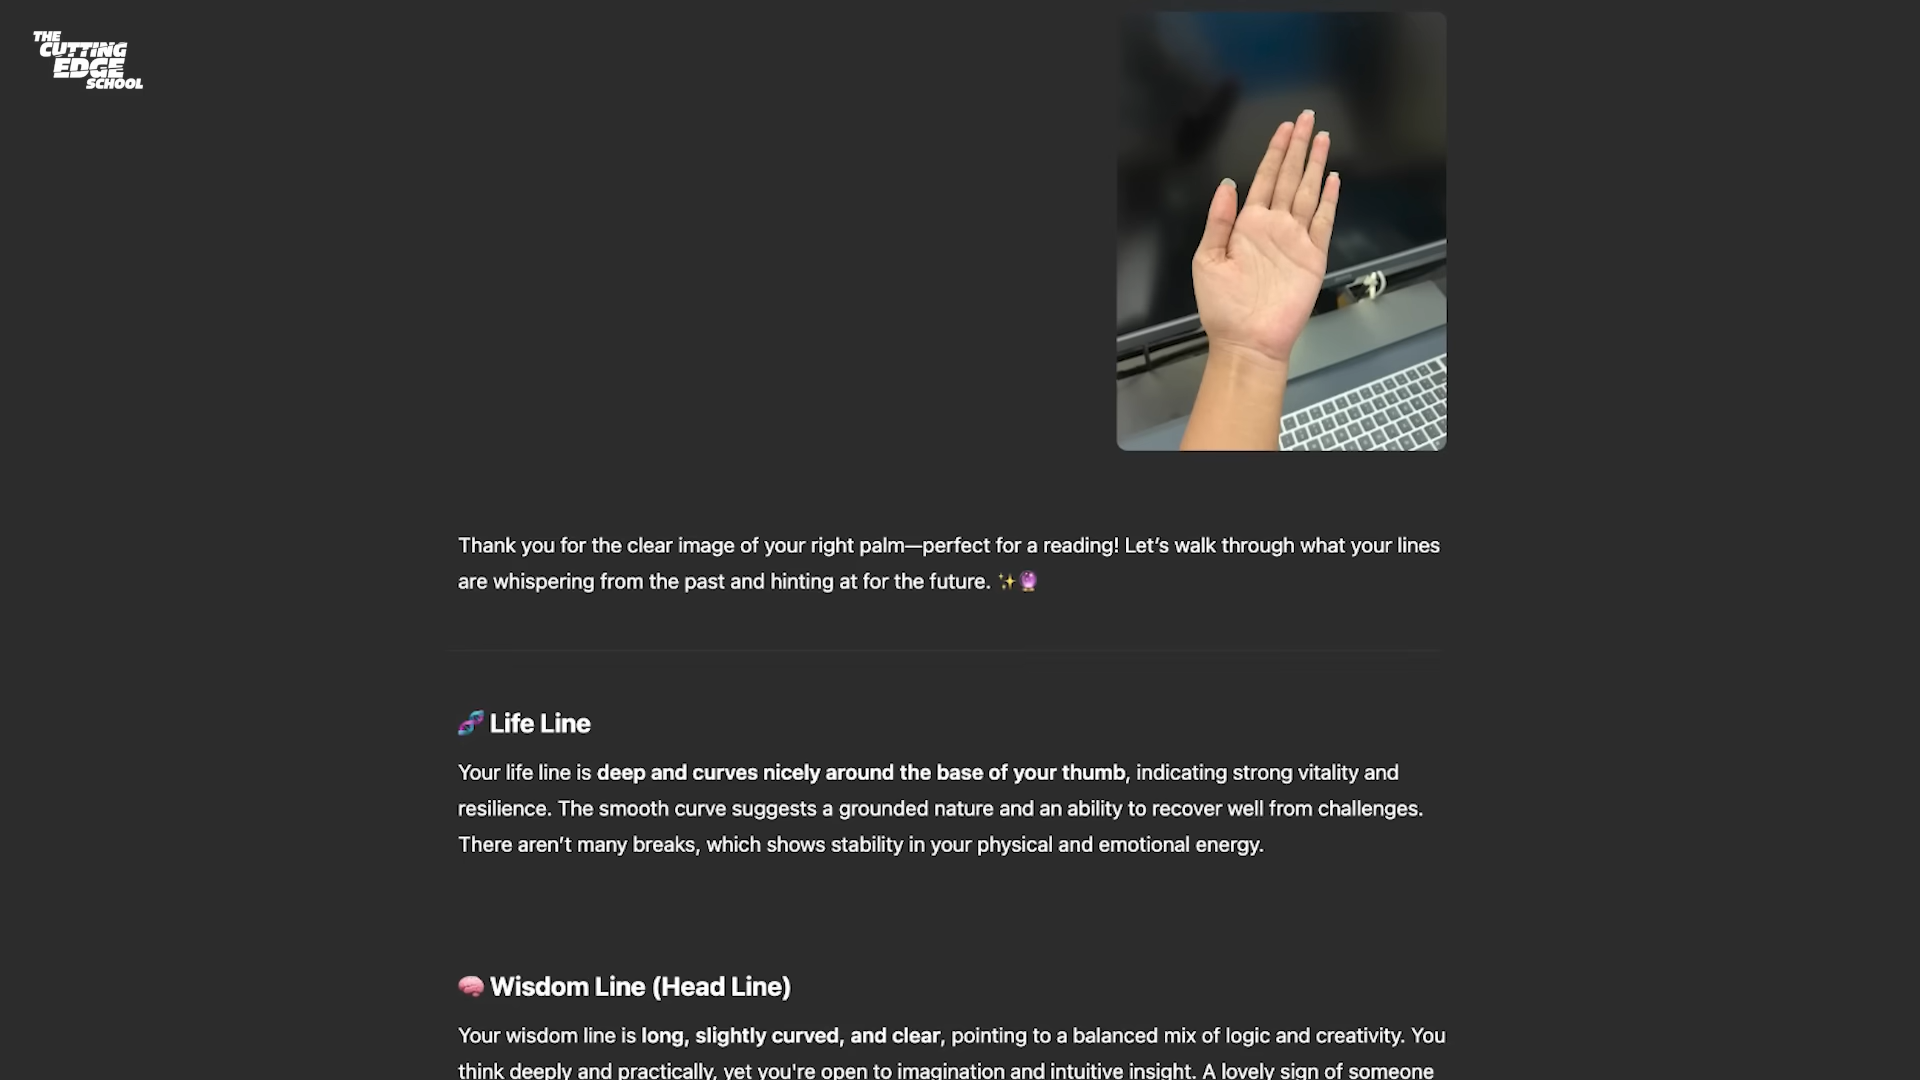 THE
CUTTING
EDGE
SCHOOL
Thank you for the clear image of your right palm—perfect for a reading! Let’s walk through what your lines
are whispering from the past and hinting at for the future. ✨🔮
🧬 Life Line
Your life line is deep and curves nicely around the base of your thumb, indicating strong vitality and
resilience. The smooth curve suggests a grounded nature and an ability to recover well from challenges.
There aren’t many breaks, which shows stability in your physical and emotional energy.
🧠 Wisdom Line (Head Line)
Your wisdom line is long, slightly curved, and clear, pointing to a balanced mix of logic and creativity. You
think deeply and practically, yet you're open to imagination and intuitive insight. A lovely sign of someone